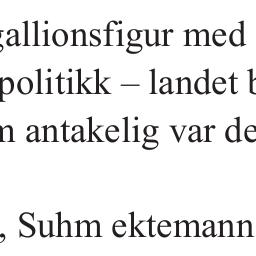 gallionsfigur med
politikk – landet b
m antakelig var de
, Suhm ektemann